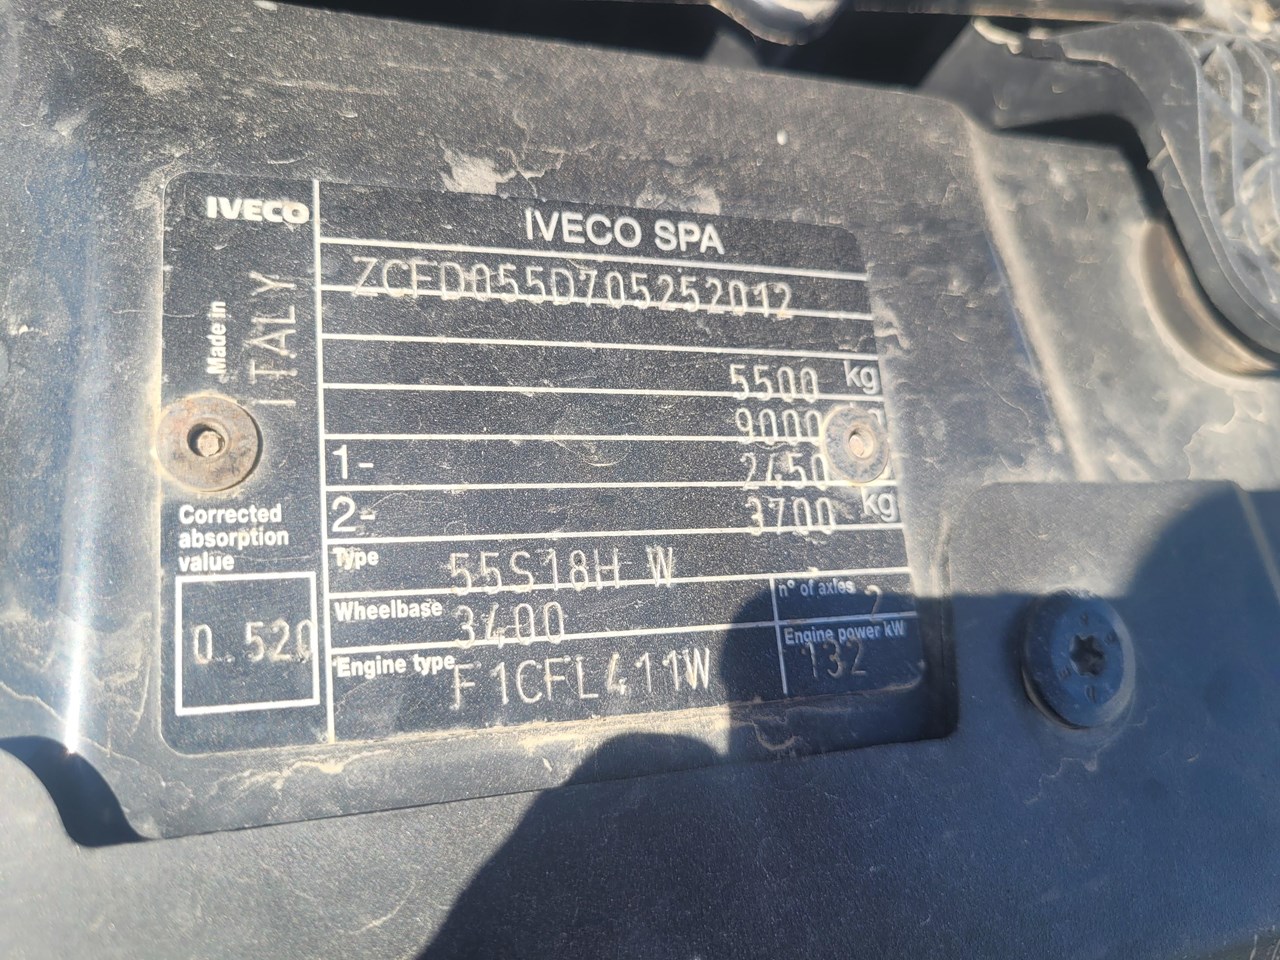 IVECO
IVECO SPA
ZCFD055D705252012
Made in
ITALY
5500 kg
9000
1- 2450
2- 3700 kg
Corrected
absorption
value
0.520
Type 55S18H W
Wheelbase 3400
n° of axles 2
Engine type F1CFL411W
Engine power kW 132